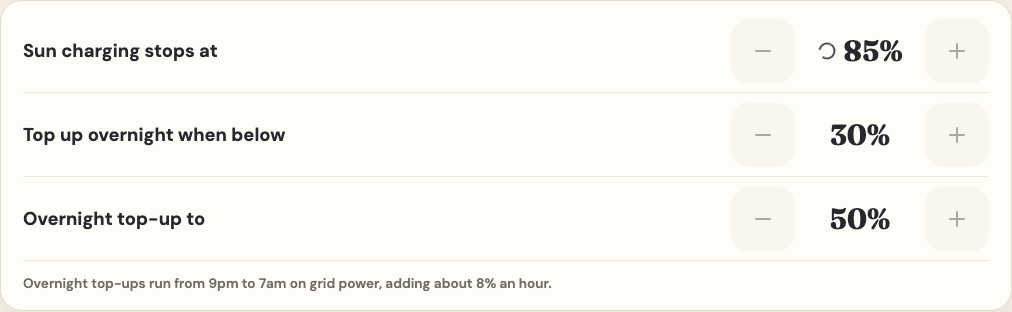 Sun charging stops at − 85% +
Top up overnight when below − 30% +
Overnight top-up to − 50% +
Overnight top-ups run from 9pm to 7am on grid power, adding about 8% an hour.